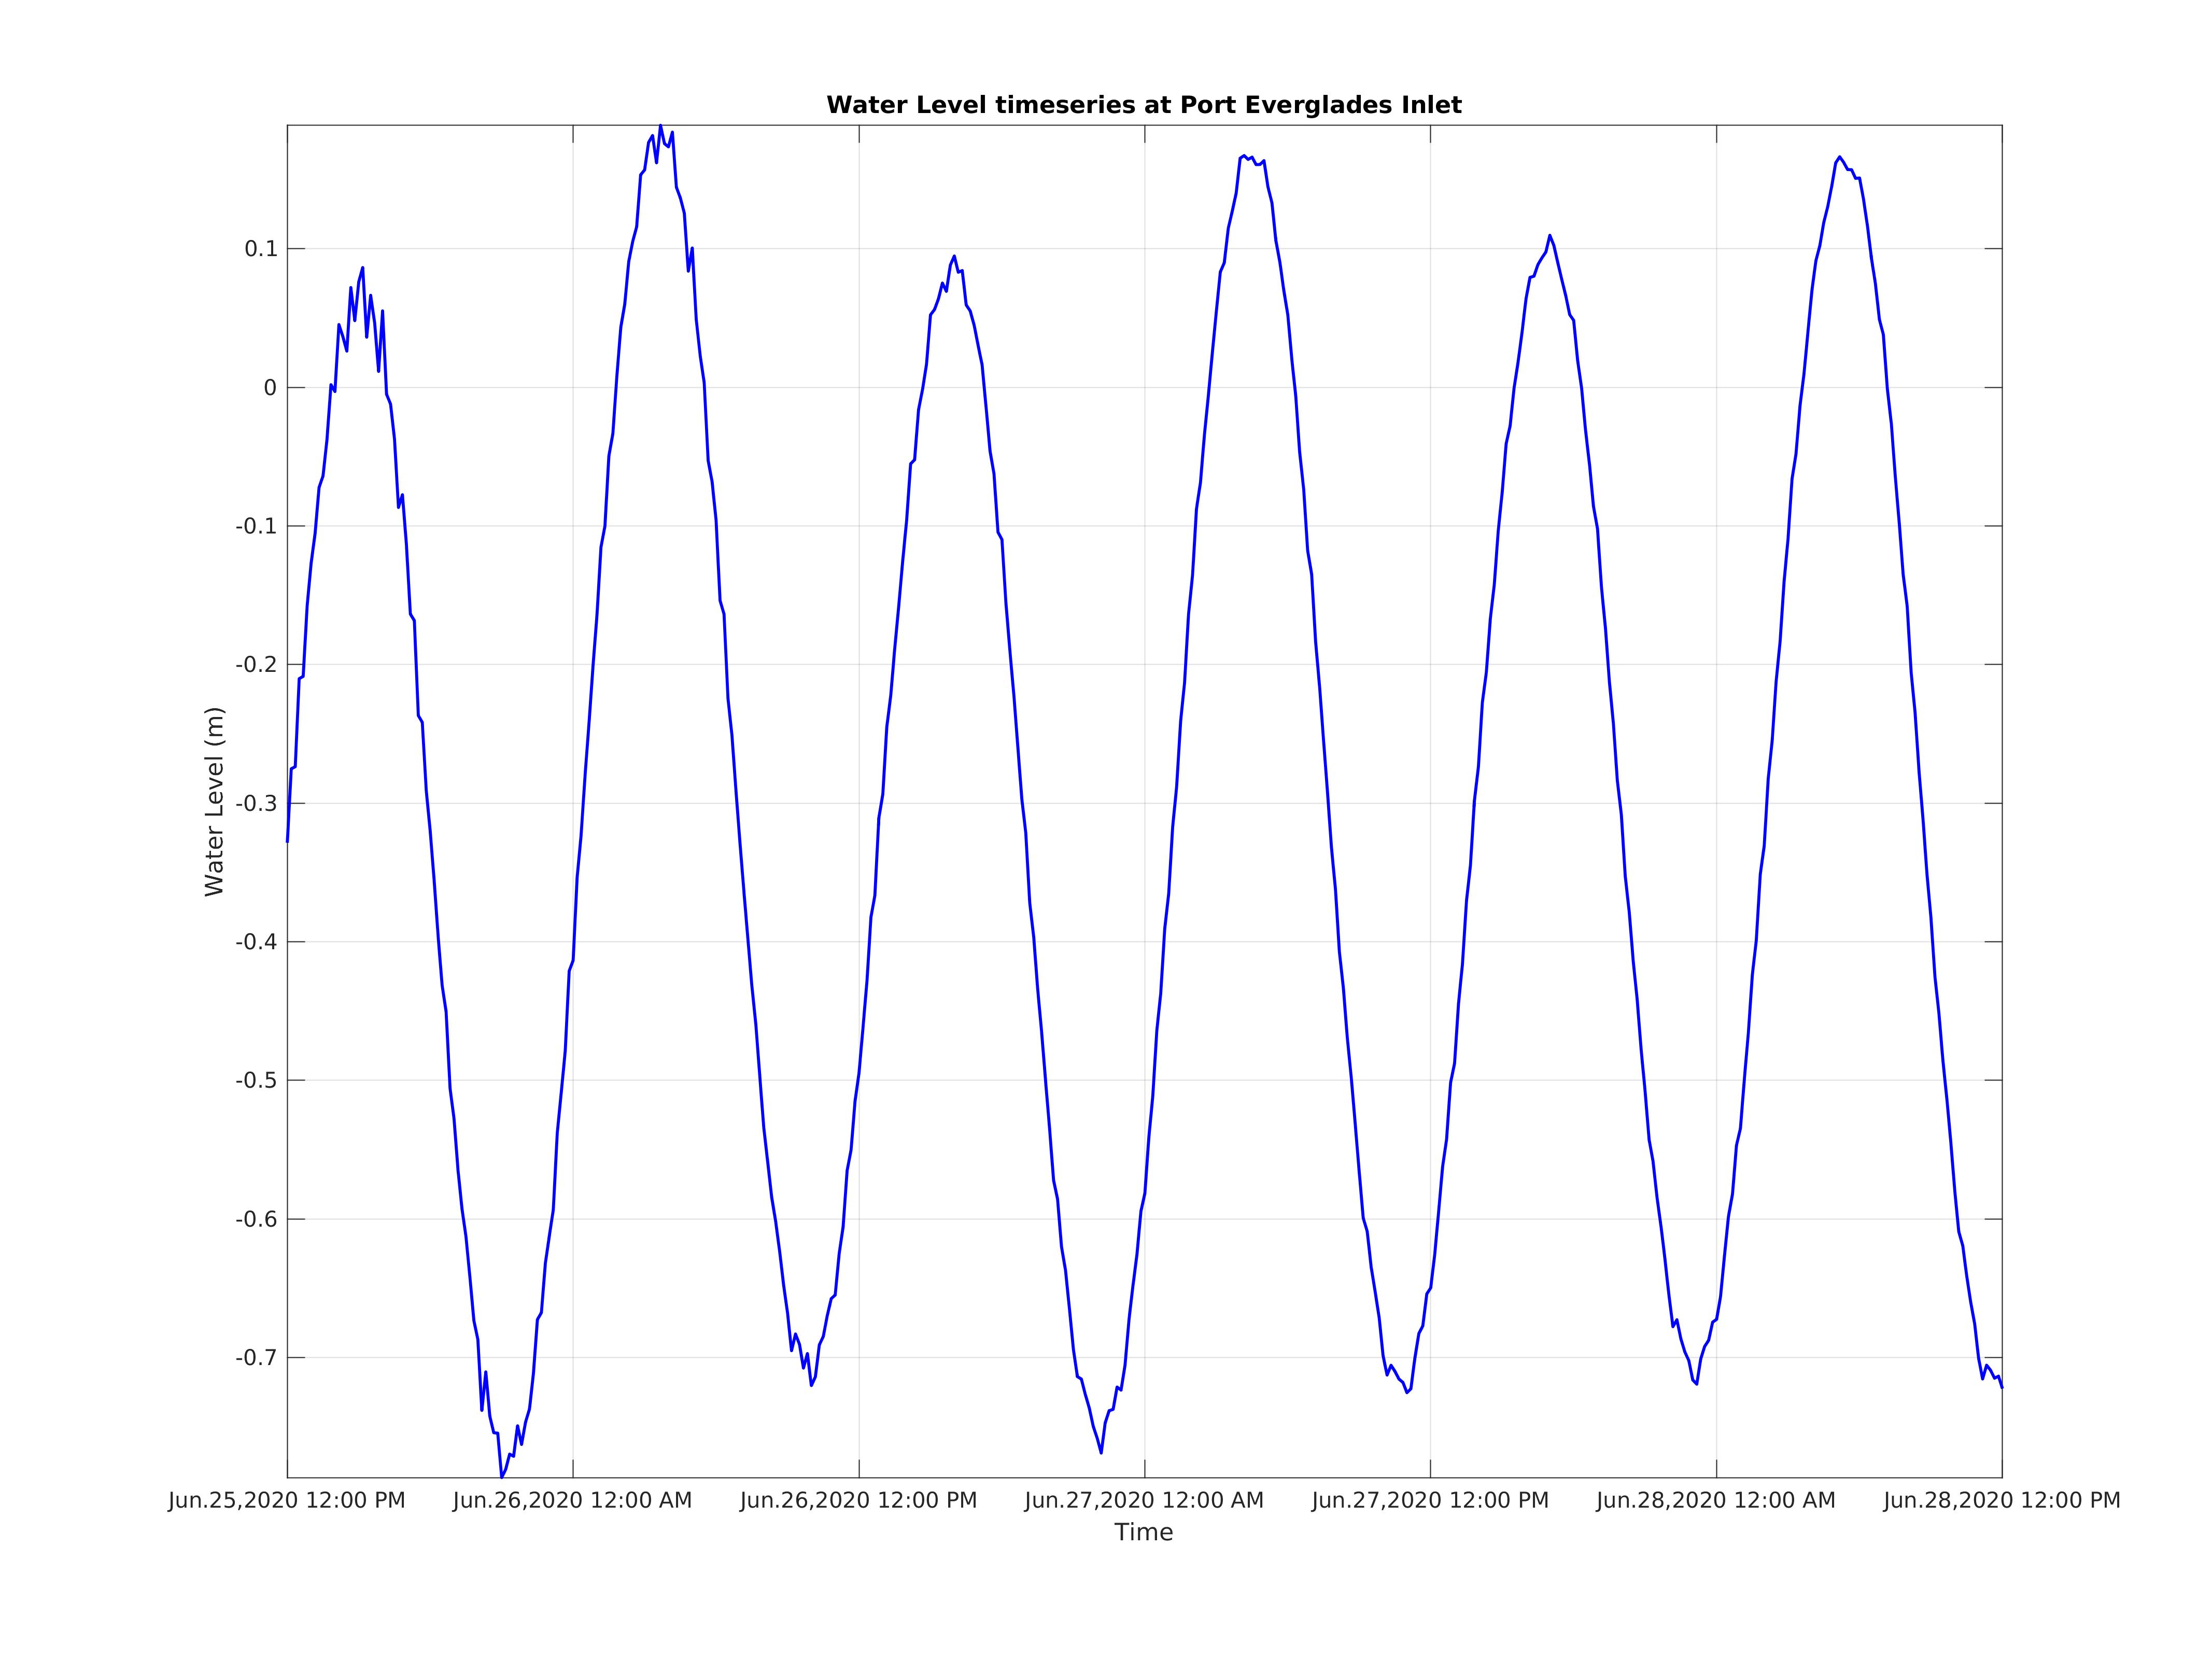 Water Level timeseries at Port Everglades Inlet
0.1
0
-0.1
-0.2
-0.3
-0.4
-0.5
-0.6
-0.7
Water Level (m)
Jun.25,2020 12:00 PM Jun.26,2020 12:00 AM Jun.26,2020 12:00 PM Jun.27,2020 12:00 AM Jun.27,2020 12:00 PM Jun.28,2020 12:00 AM Jun.28,2020 12:00 PM
Time